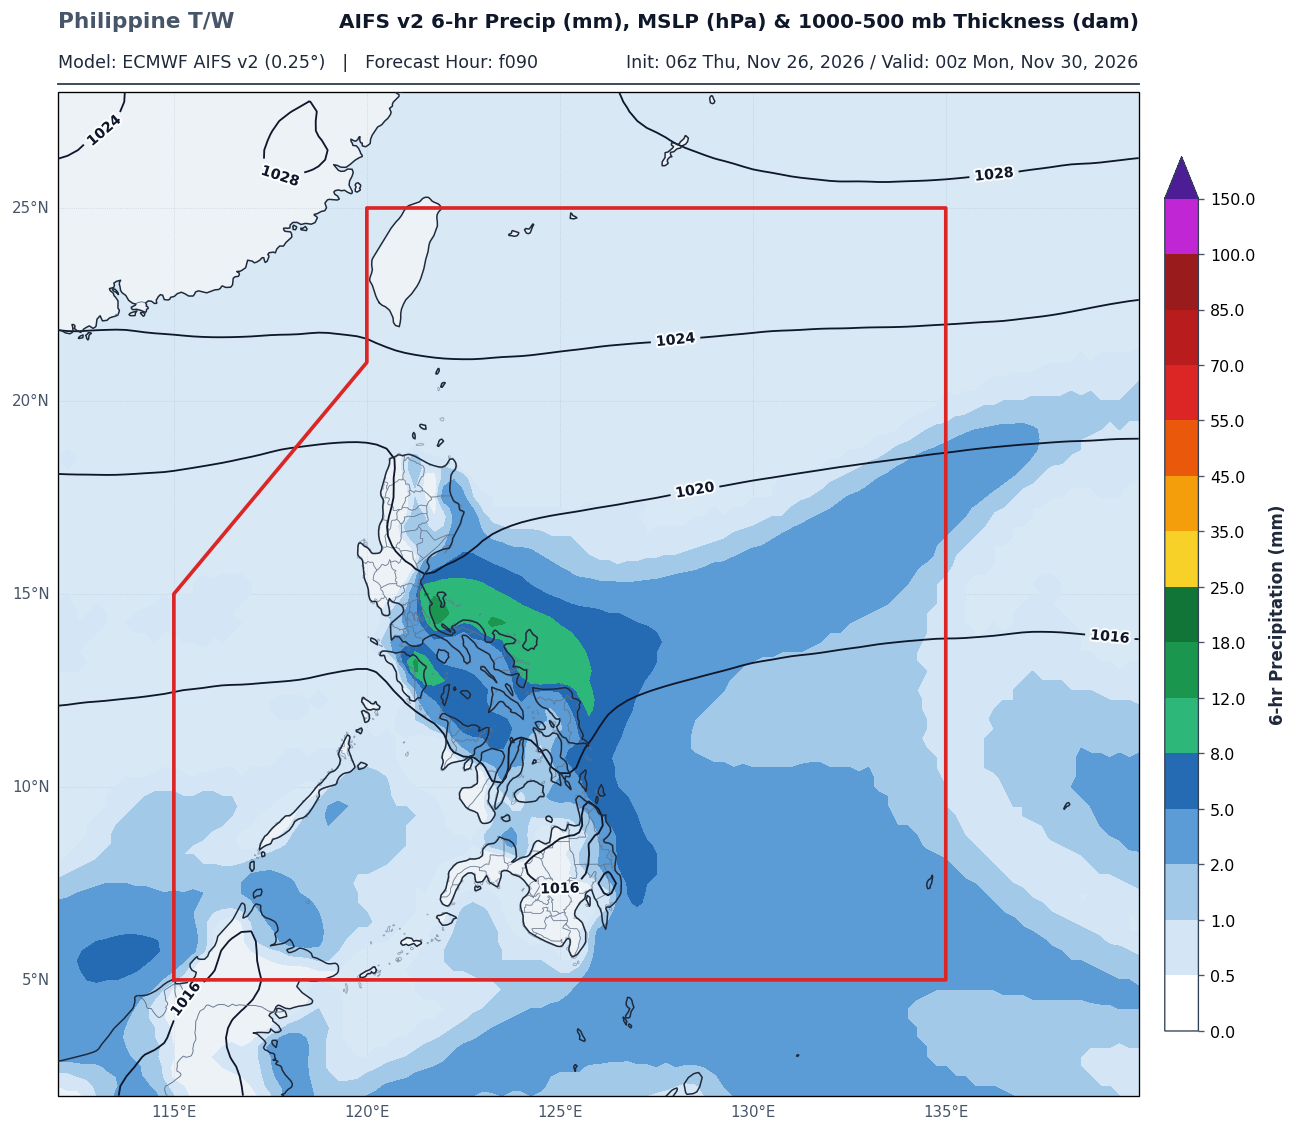 Philippine T/W
AIFS v2 6-hr Precip (mm), MSLP (hPa) & 1000-500 mb Thickness (dam)
Model: ECMWF AIFS v2 (0.25°)   |   Forecast Hour: f090
Init: 06z Thu, Nov 26, 2026 / Valid: 00z Mon, Nov 30, 2026
1024
1028
1028
25°N
1024
20°N
1020
15°N
1016
10°N
1016
5°N
1016
115°E
120°E
125°E
130°E
135°E
150.0
100.0
85.0
70.0
55.0
45.0
35.0
25.0
18.0
12.0
8.0
5.0
2.0
1.0
0.5
0.0
6-hr Precipitation (mm)